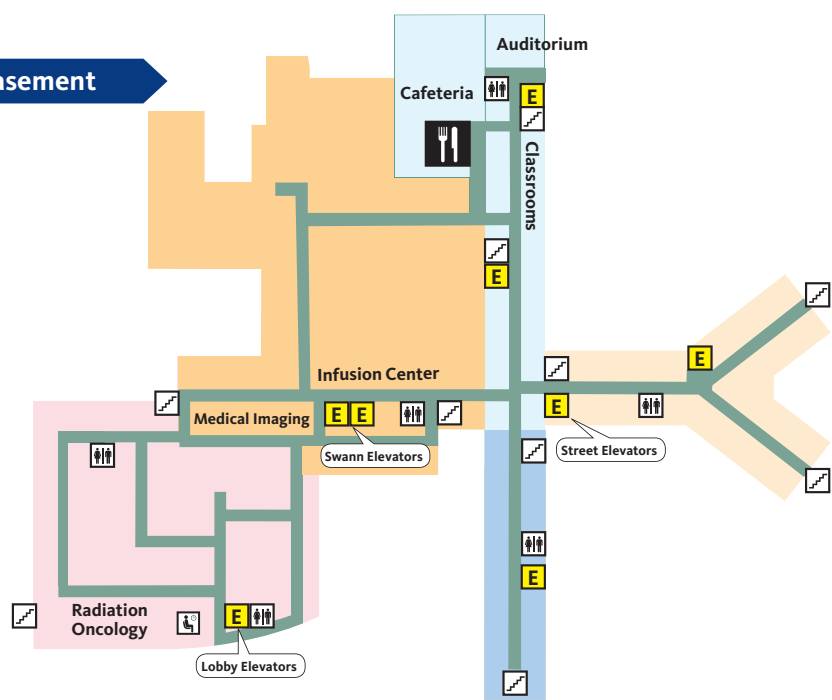 Auditorium
asement
Cafeteria
E
Classrooms
E
E
Infusion Center
Medical Imaging
E E
E
Swann Elevators
Street Elevators
E
Radiation
Oncology
E
Lobby Elevators